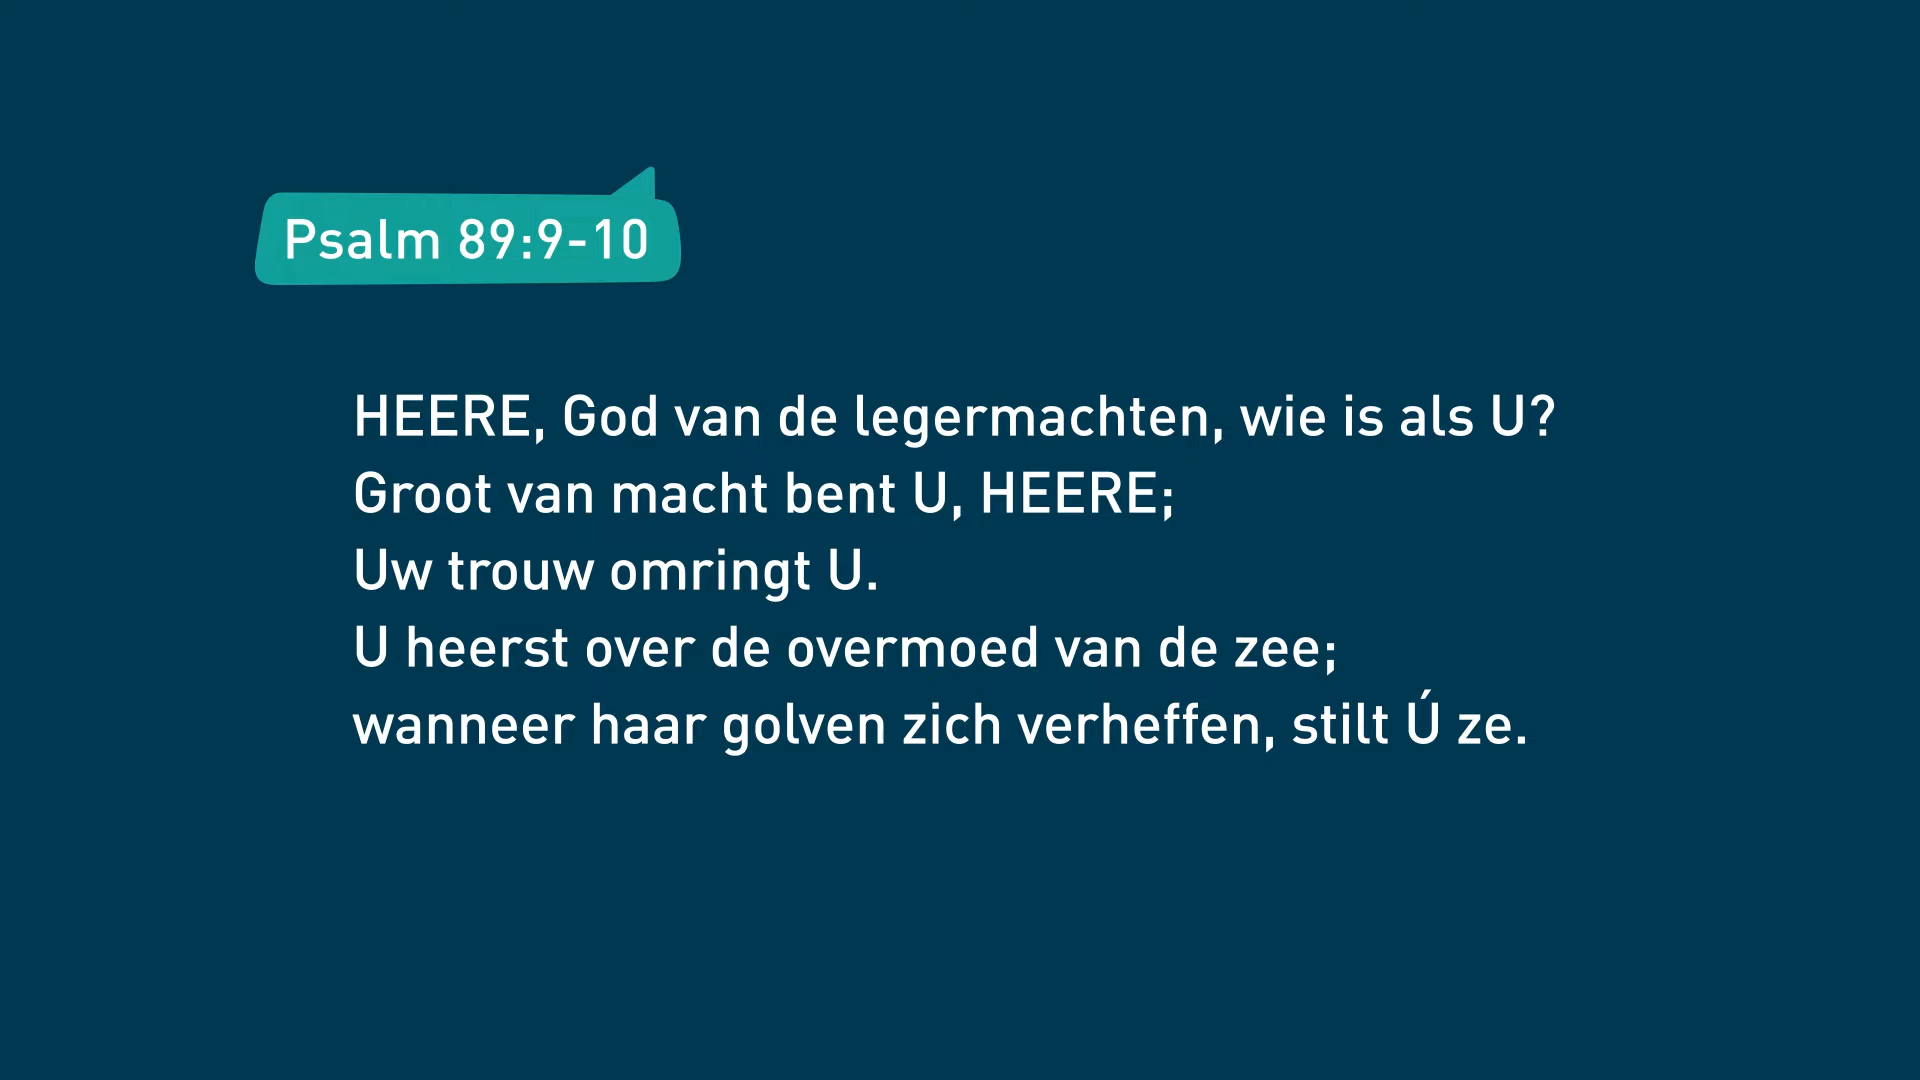 Psalm 89:9-10
HEERE, God van de legermachten, wie is als U?
Groot van macht bent U, HEERE;
Uw trouw omringt U.
U heerst over de overmoed van de zee;
wanneer haar golven zich verheffen, stilt Ú ze.